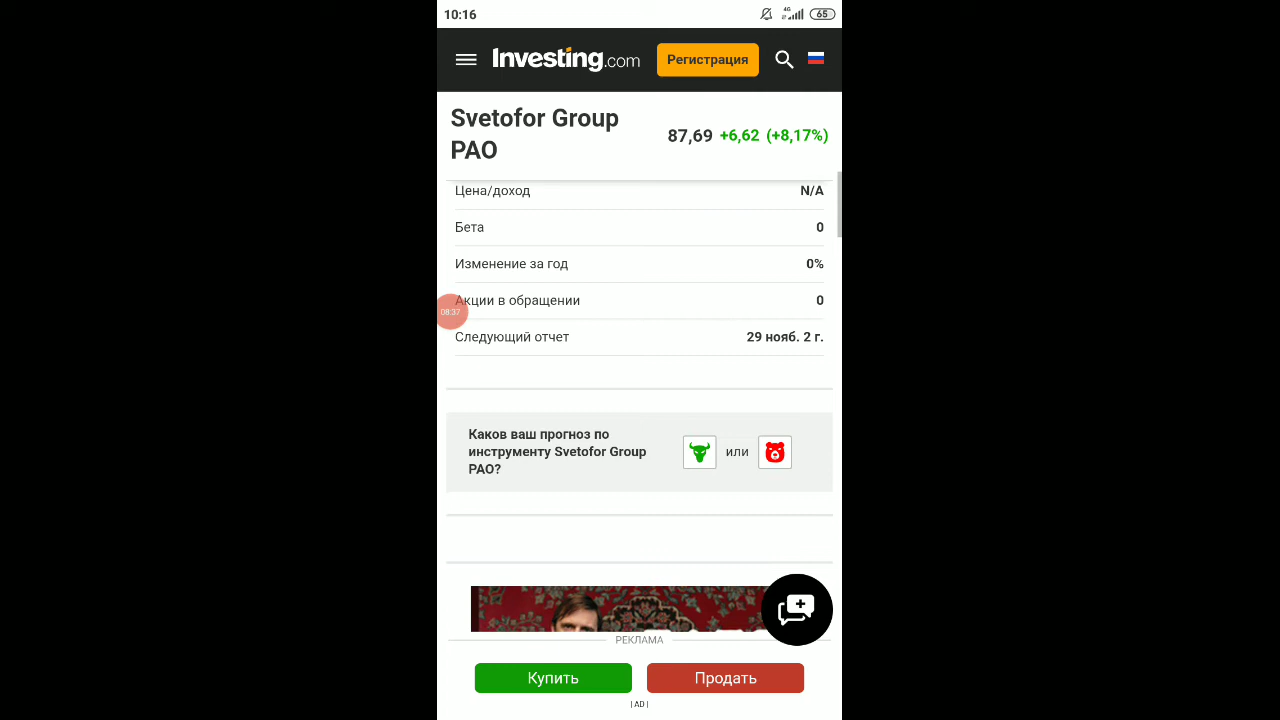 10:16
4G
65
Investing.com
Регистрация
Svetofor Group
PAO
87,69 +6,62 (+8,17%)
Цена/доход N/A
Бета 0
Изменение за год 0%
Акции в обращении 0
08:37
Следующий отчет 29 нояб. 2 г.
Каков ваш прогноз по
инструменту Svetofor Group
PAO?
или
РЕКЛАМА
Купить
Продать
| AD |